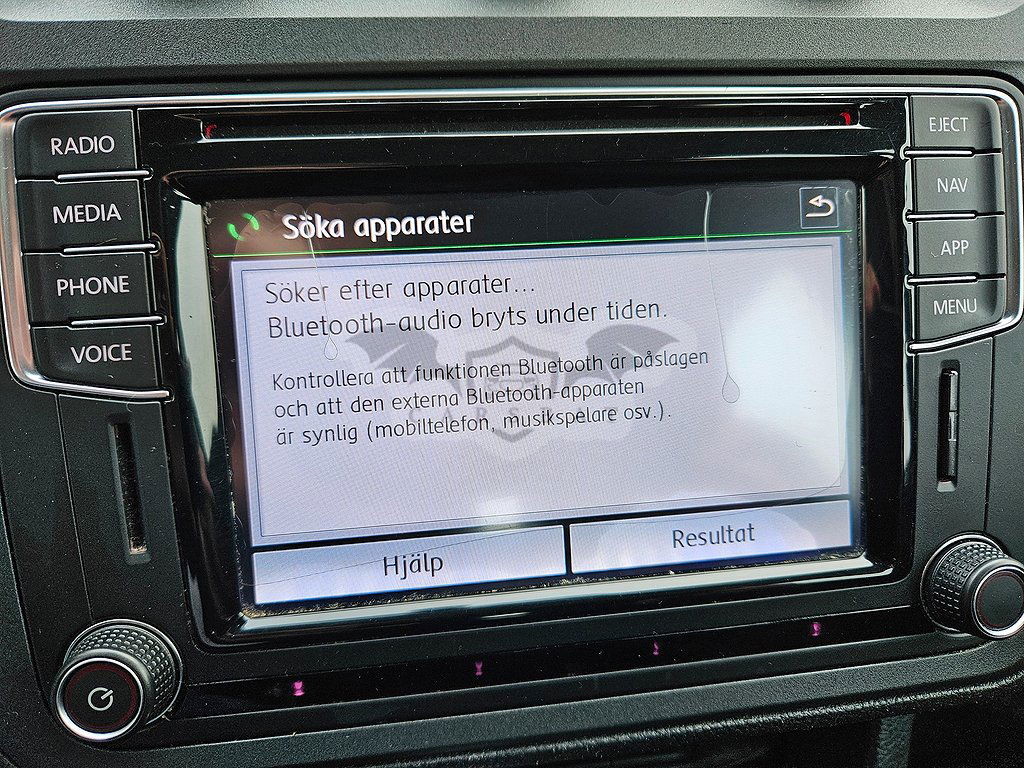 RADIO
MEDIA
PHONE
VOICE
EJECT
NAV
APP
MENU
Söka apparater
Söker efter apparater...
Bluetooth-audio bryts under tiden.
Kontrollera att funktionen Bluetooth är påslagen
och att den externa Bluetooth-apparaten
är synlig (mobiltelefon, musikspelare osv.).
Hjälp
Resultat